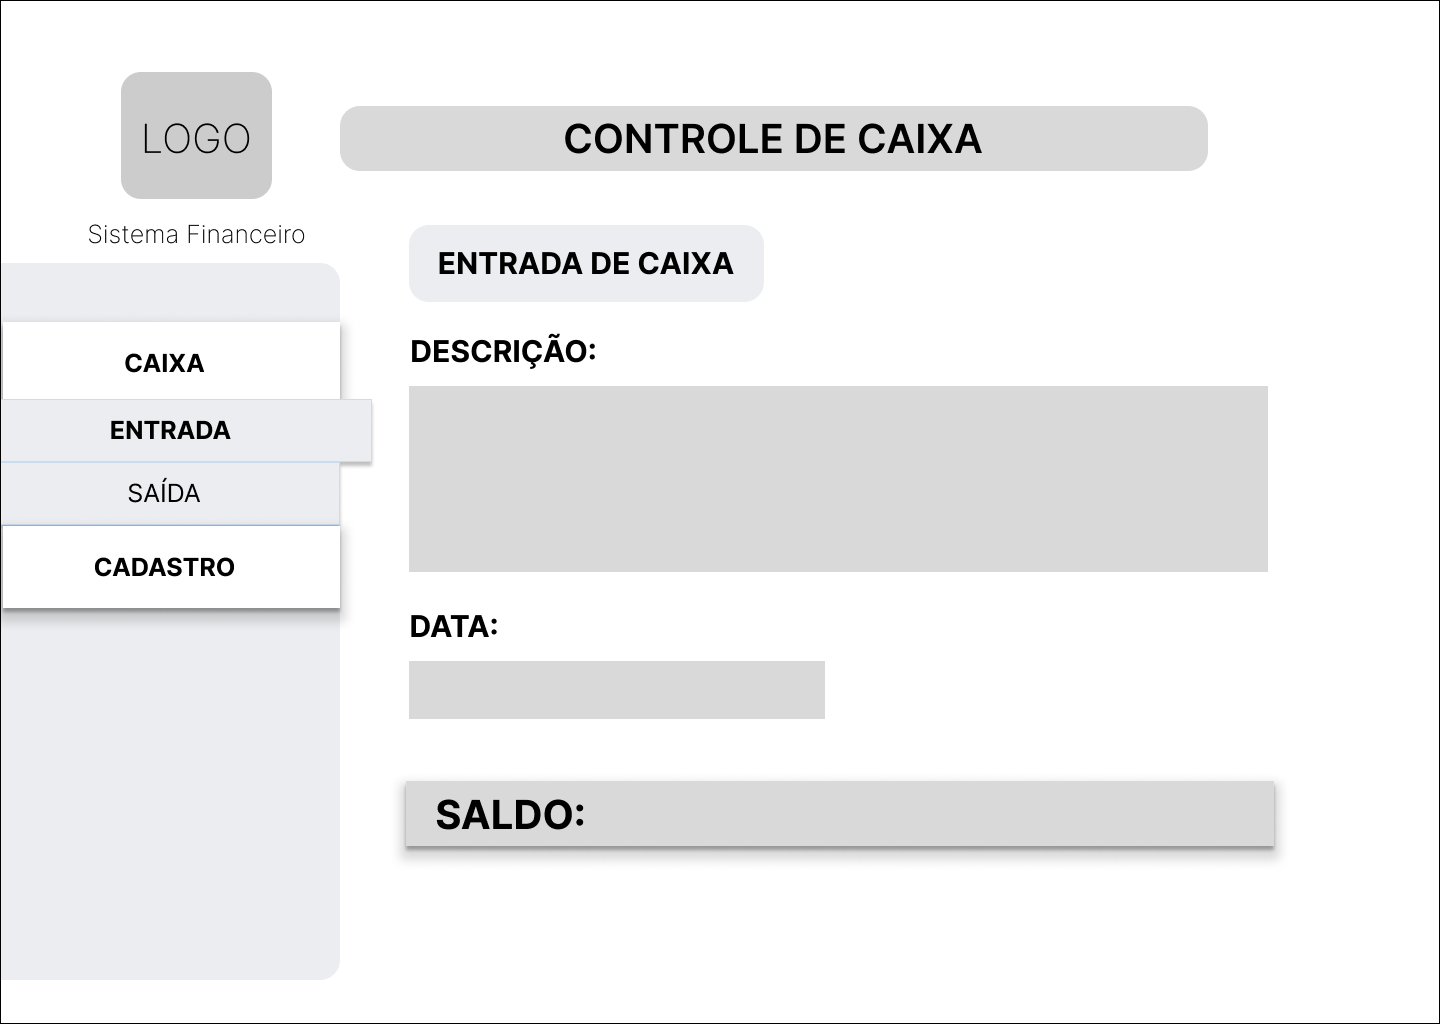 LOGO
CONTROLE DE CAIXA
Sistema Financeiro
ENTRADA DE CAIXA
CAIXA
ENTRADA
SAÍDA
CADASTRO
DESCRIÇÃO:
DATA:
SALDO: